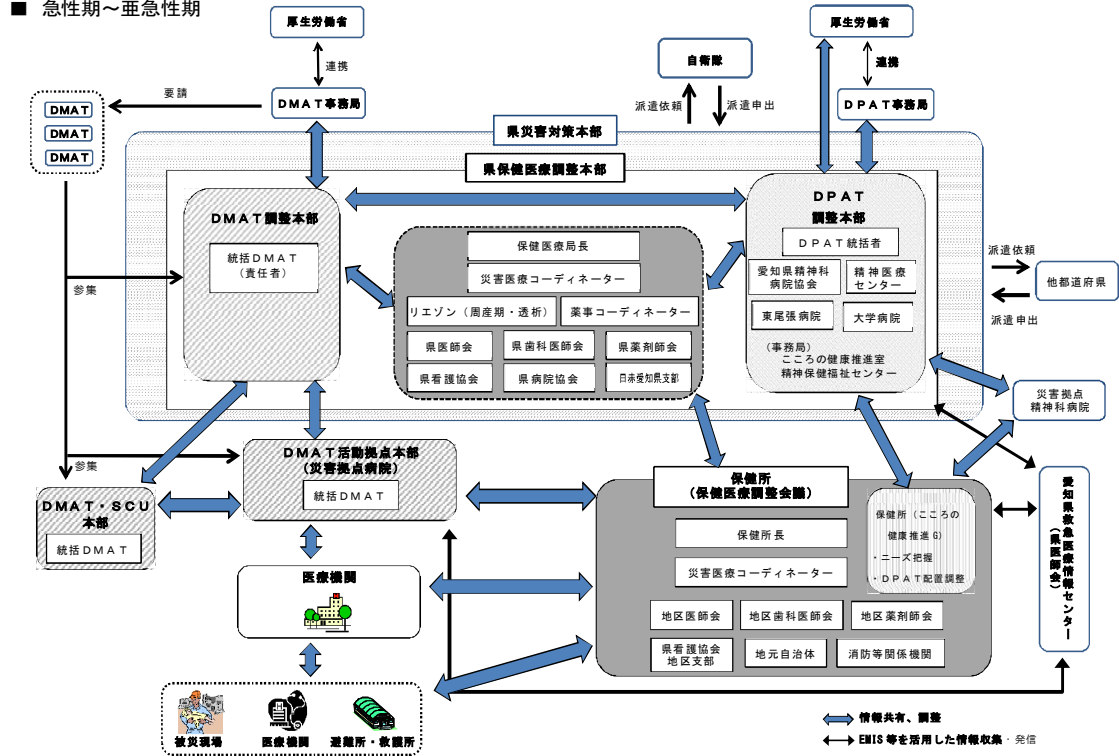 ■ 急性期～亜急性期
厚生労働省
連携
DMAT事務局
要請
DMAT
DMAT
DMAT
自衛隊
派遣依頼
派遣申出
厚生労働省
連携
DPAT事務局
県災害対策本部
県保健医療調整本部
DMAT調整本部
統括DMAT
（責任者）
保健医療局長
災害医療コーディネーター
リエゾン（周産期・透析）
薬事コーディネーター
県医師会
県歯科医師会
県薬剤師会
県看護協会
県病院協会
日赤愛知県支部
DPAT
調整本部
DPAT統括者
愛知県精神科
病院協会
精神医療
センター
東尾張病院
大学病院
（事務局）
こころの健康推進室
精神保健福祉センター
派遣依頼
他都道府県
派遣申出
参集
参集
災害拠点
精神科病院
DMAT活動拠点本部
（災害拠点病院）
統括DMAT
DMAT・SCU
本部
統括DMAT
保健所
（保健医療調整会議）
保健所長
災害医療コーディネーター
地区医師会
地区歯科医師会
地区薬剤師会
県看護協会
地区支部
地元自治体
消防等関係機関
保健所（こころの
健康推進G）
・ニーズ把握
・DPAT配置調整
愛知県救急医療情報センター
（県医師会）
医療機関
被災現場
医療機関
避難所・救護所
情報共有、調整
EMIS等を活用した情報収集・発信